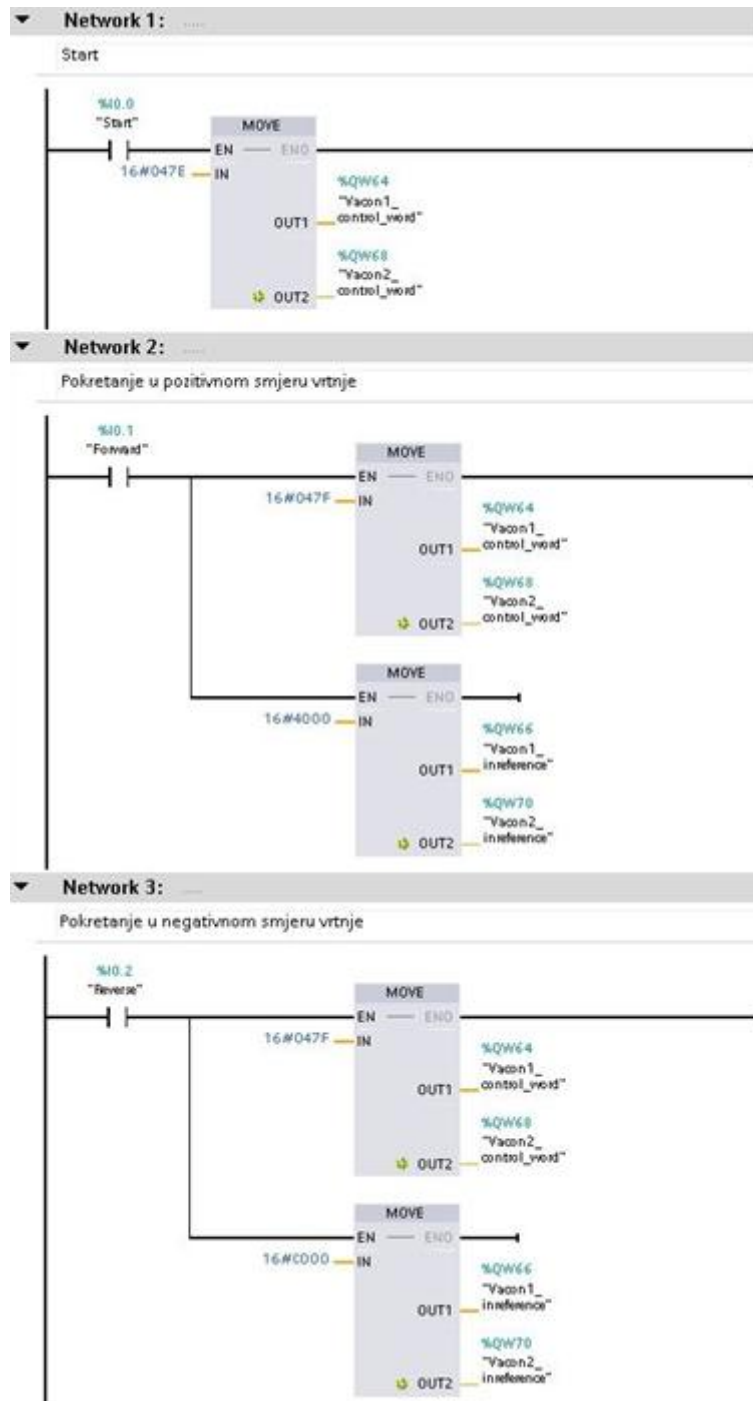 Network 1: .....
Start
%I0.0
"Start"
MOVE
EN ENO
16#047E IN
%QW64
"Vacon1_
OUT1 control_word"
%QW68
"Vacon2_
OUT2 control_word"
Network 2: .....
Pokretanje u pozitivnom smjeru vrtnje
%I0.1
"Forward"
MOVE
EN ENO
16#047F IN
%QW64
"Vacon1_
OUT1 control_word"
%QW68
"Vacon2_
OUT2 control_word"
MOVE
EN ENO
16#4000 IN
%QW66
"Vacon1_
OUT1 inreference"
%QW70
"Vacon2_
OUT2 inreference"
Network 3: .....
Pokretanje u negativnom smjeru vrtnje
%I0.2
"Reverse"
MOVE
EN ENO
16#047F IN
%QW64
"Vacon1_
OUT1 control_word"
%QW68
"Vacon2_
OUT2 control_word"
MOVE
EN ENO
16#C000 IN
%QW66
"Vacon1_
OUT1 inreference"
%QW70
"Vacon2_
OUT2 inreference"